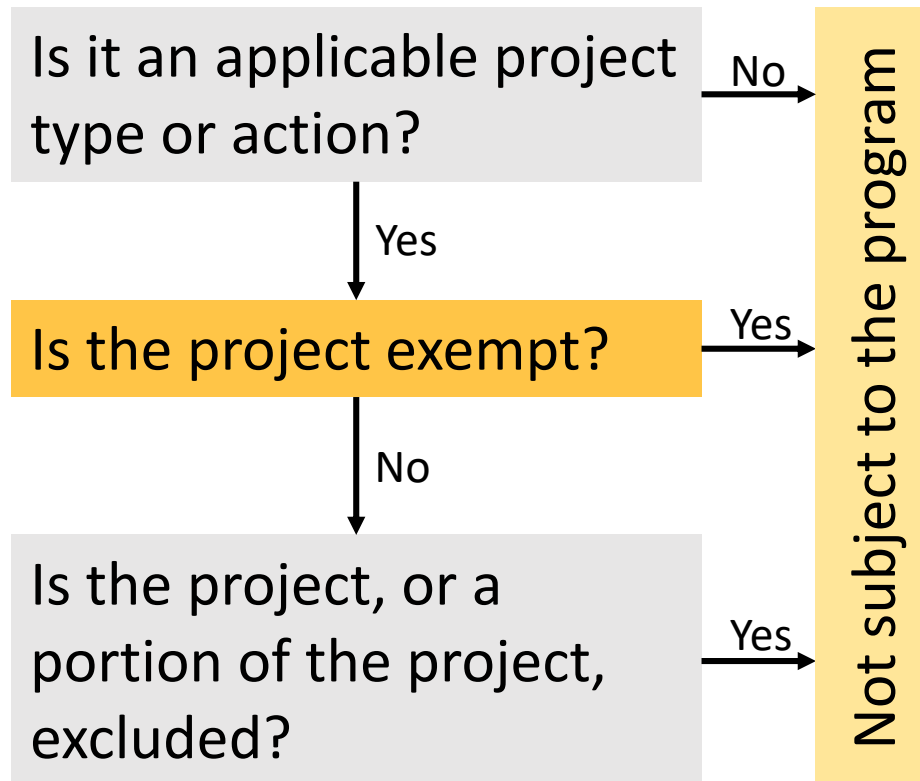 Is it an applicable project
type or action?
No
Yes
Is the project exempt?
Yes
No
Is the project, or a
portion of the project,
excluded?
Yes
Not subject to the program